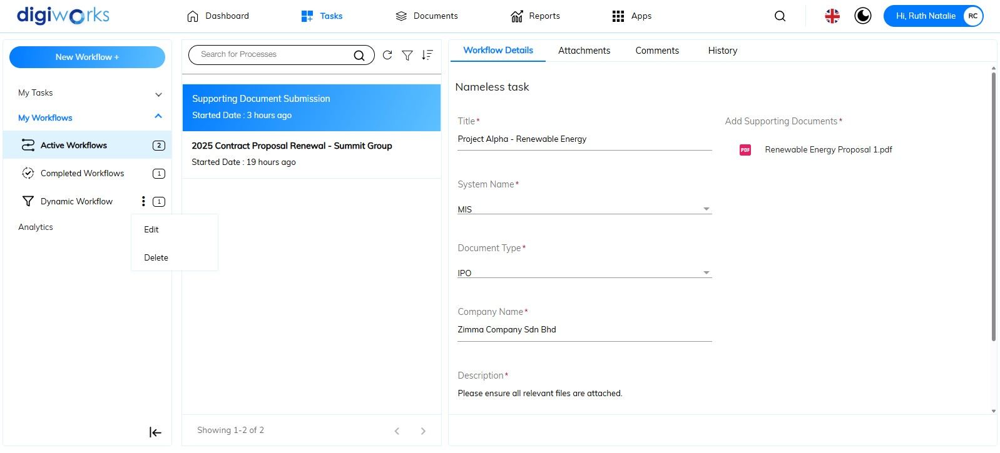 digiworks
Dashboard
Tasks
Documents
Reports
Apps
Hi, Ruth Natalie
RC
New Workflow +
My Tasks
My Workflows
Active Workflows
2
Completed Workflows
1
Dynamic Workflow
1
Edit
Delete
Analytics
Search for Processes
Supporting Document Submission
Started Date : 3 hours ago
2025 Contract Proposal Renewal - Summit Group
Started Date : 19 hours ago
Showing 1-2 of 2
Workflow Details
Attachments
Comments
History
Nameless task
Title*
Project Alpha - Renewable Energy
Add Supporting Documents*
PDF
Renewable Energy Proposal 1.pdf
System Name*
MIS
Document Type*
IPO
Company Name*
Zimma Company Sdn Bhd
Description*
Please ensure all relevant files are attached.